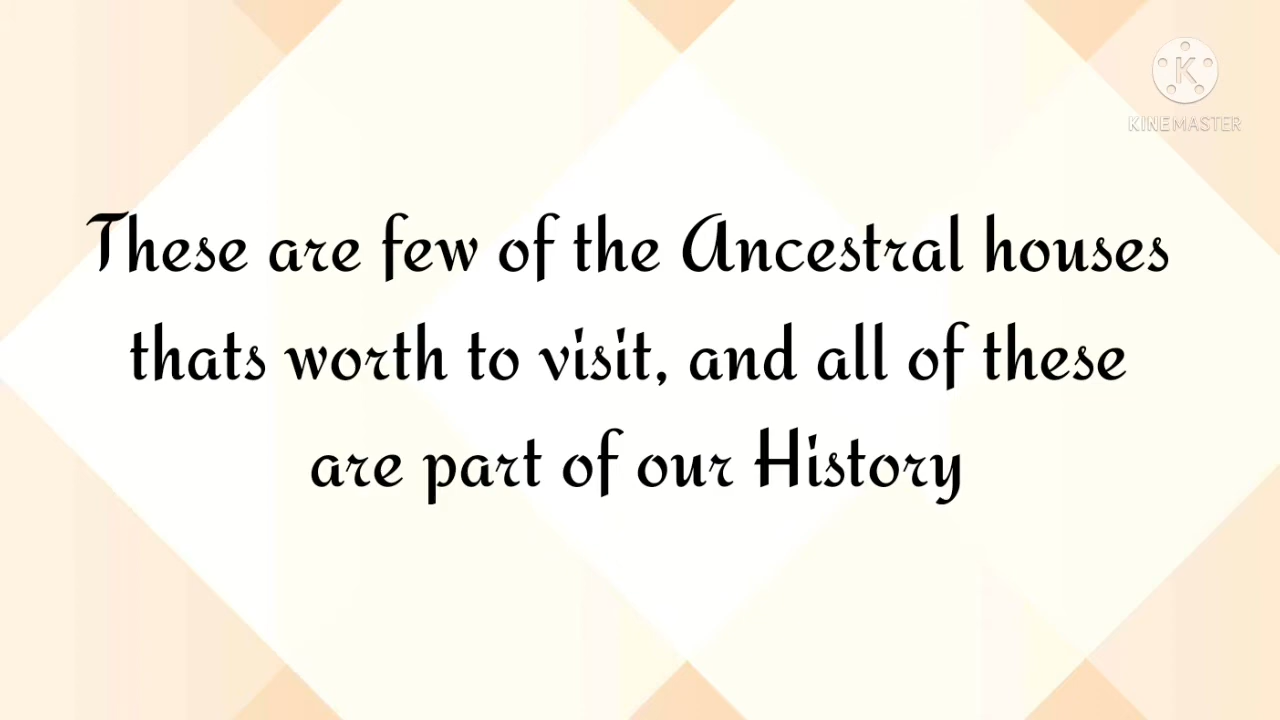 K
KINEMASTER
These are few of the Ancestral houses
thats worth to visit, and all of these
are part of our History